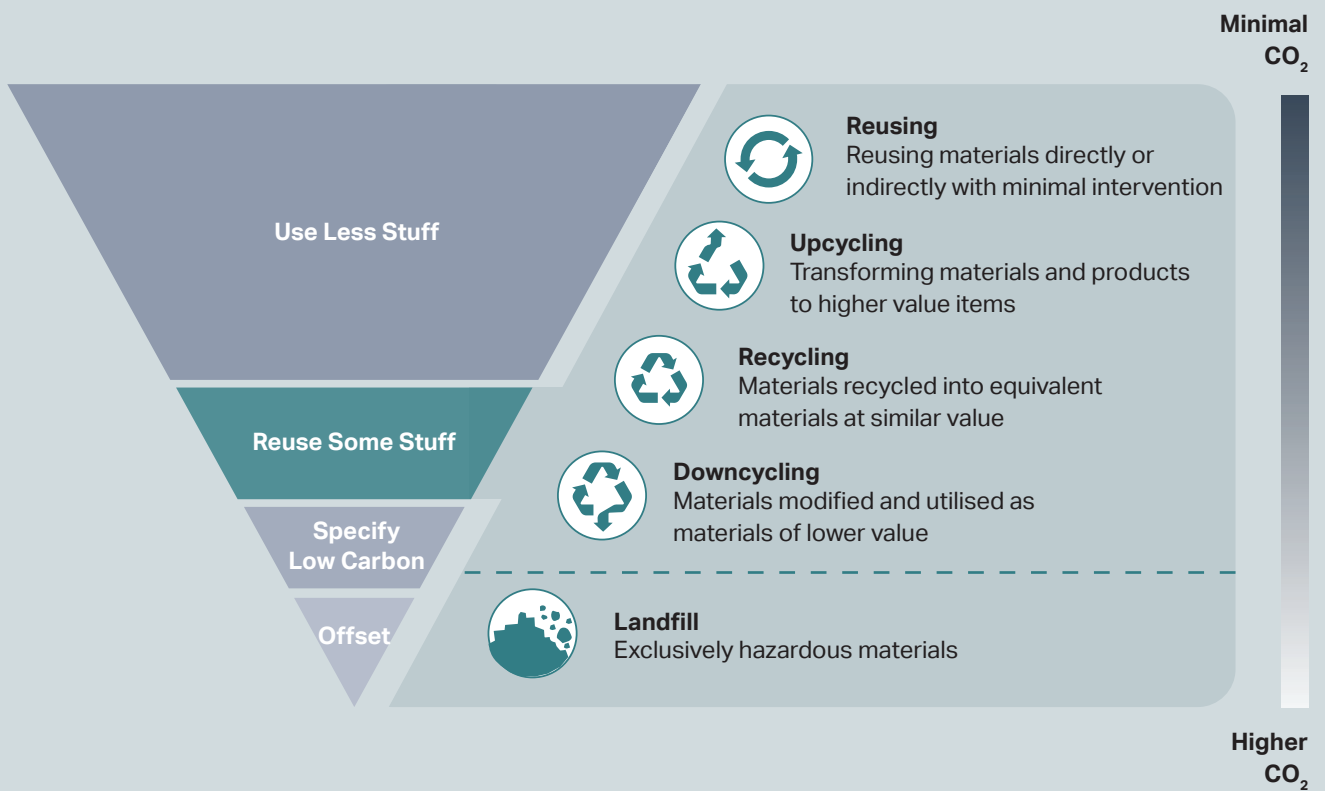 Minimal
CO₂
Use Less Stuff
Reuse Some Stuff
Specify
Low Carbon
Offset
Reusing
Reusing materials directly or
indirectly with minimal intervention
Upcycling
Transforming materials and products
to higher value items
Recycling
Materials recycled into equivalent
materials at similar value
Downcycling
Materials modified and utilised as
materials of lower value
Landfill
Exclusively hazardous materials
Higher
CO₂